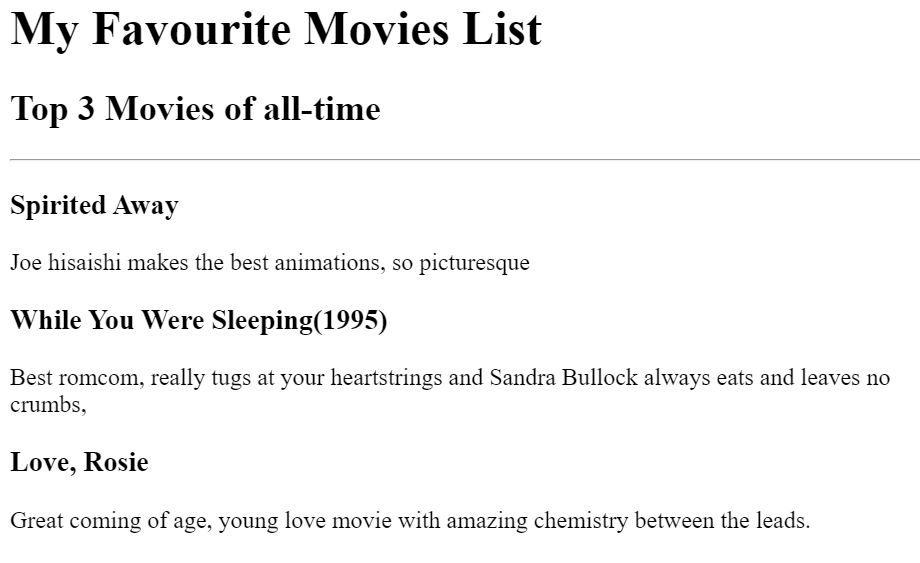 My Favourite Movies List
Top 3 Movies of all-time
Spirited Away
Joe hisaishi makes the best animations, so picturesque
While You Were Sleeping(1995)
Best romcom, really tugs at your heartstrings and Sandra Bullock always eats and leaves no
crumbs,
Love, Rosie
Great coming of age, young love movie with amazing chemistry between the leads.